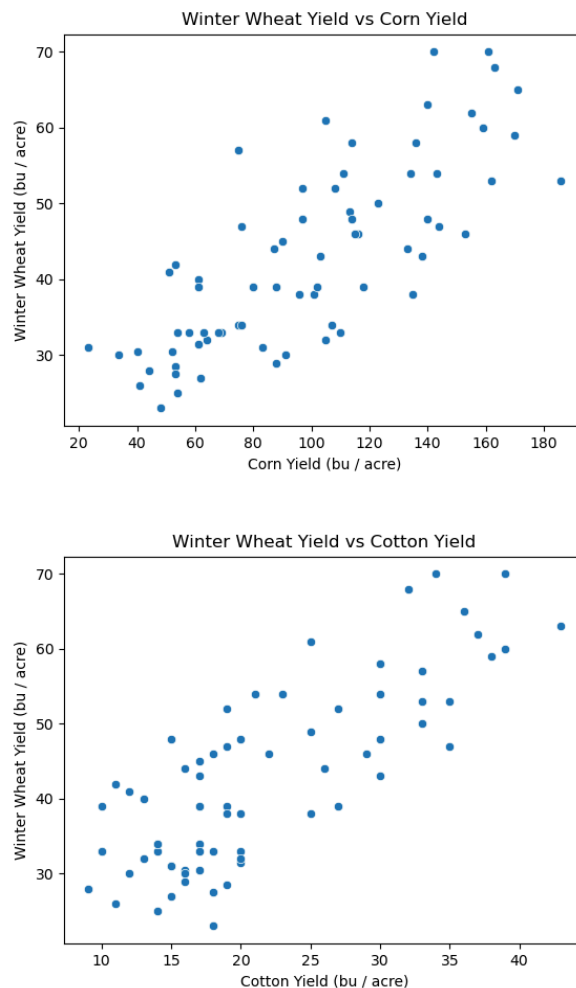 Winter Wheat Yield vs Corn Yield
70
60
50
40
30
Winter Wheat Yield (bu / acre)
20 40 60 80 100 120 140 160 180
Corn Yield (bu / acre)
Winter Wheat Yield vs Cotton Yield
70
60
50
40
30
Winter Wheat Yield (bu / acre)
10 15 20 25 30 35 40
Cotton Yield (bu / acre)